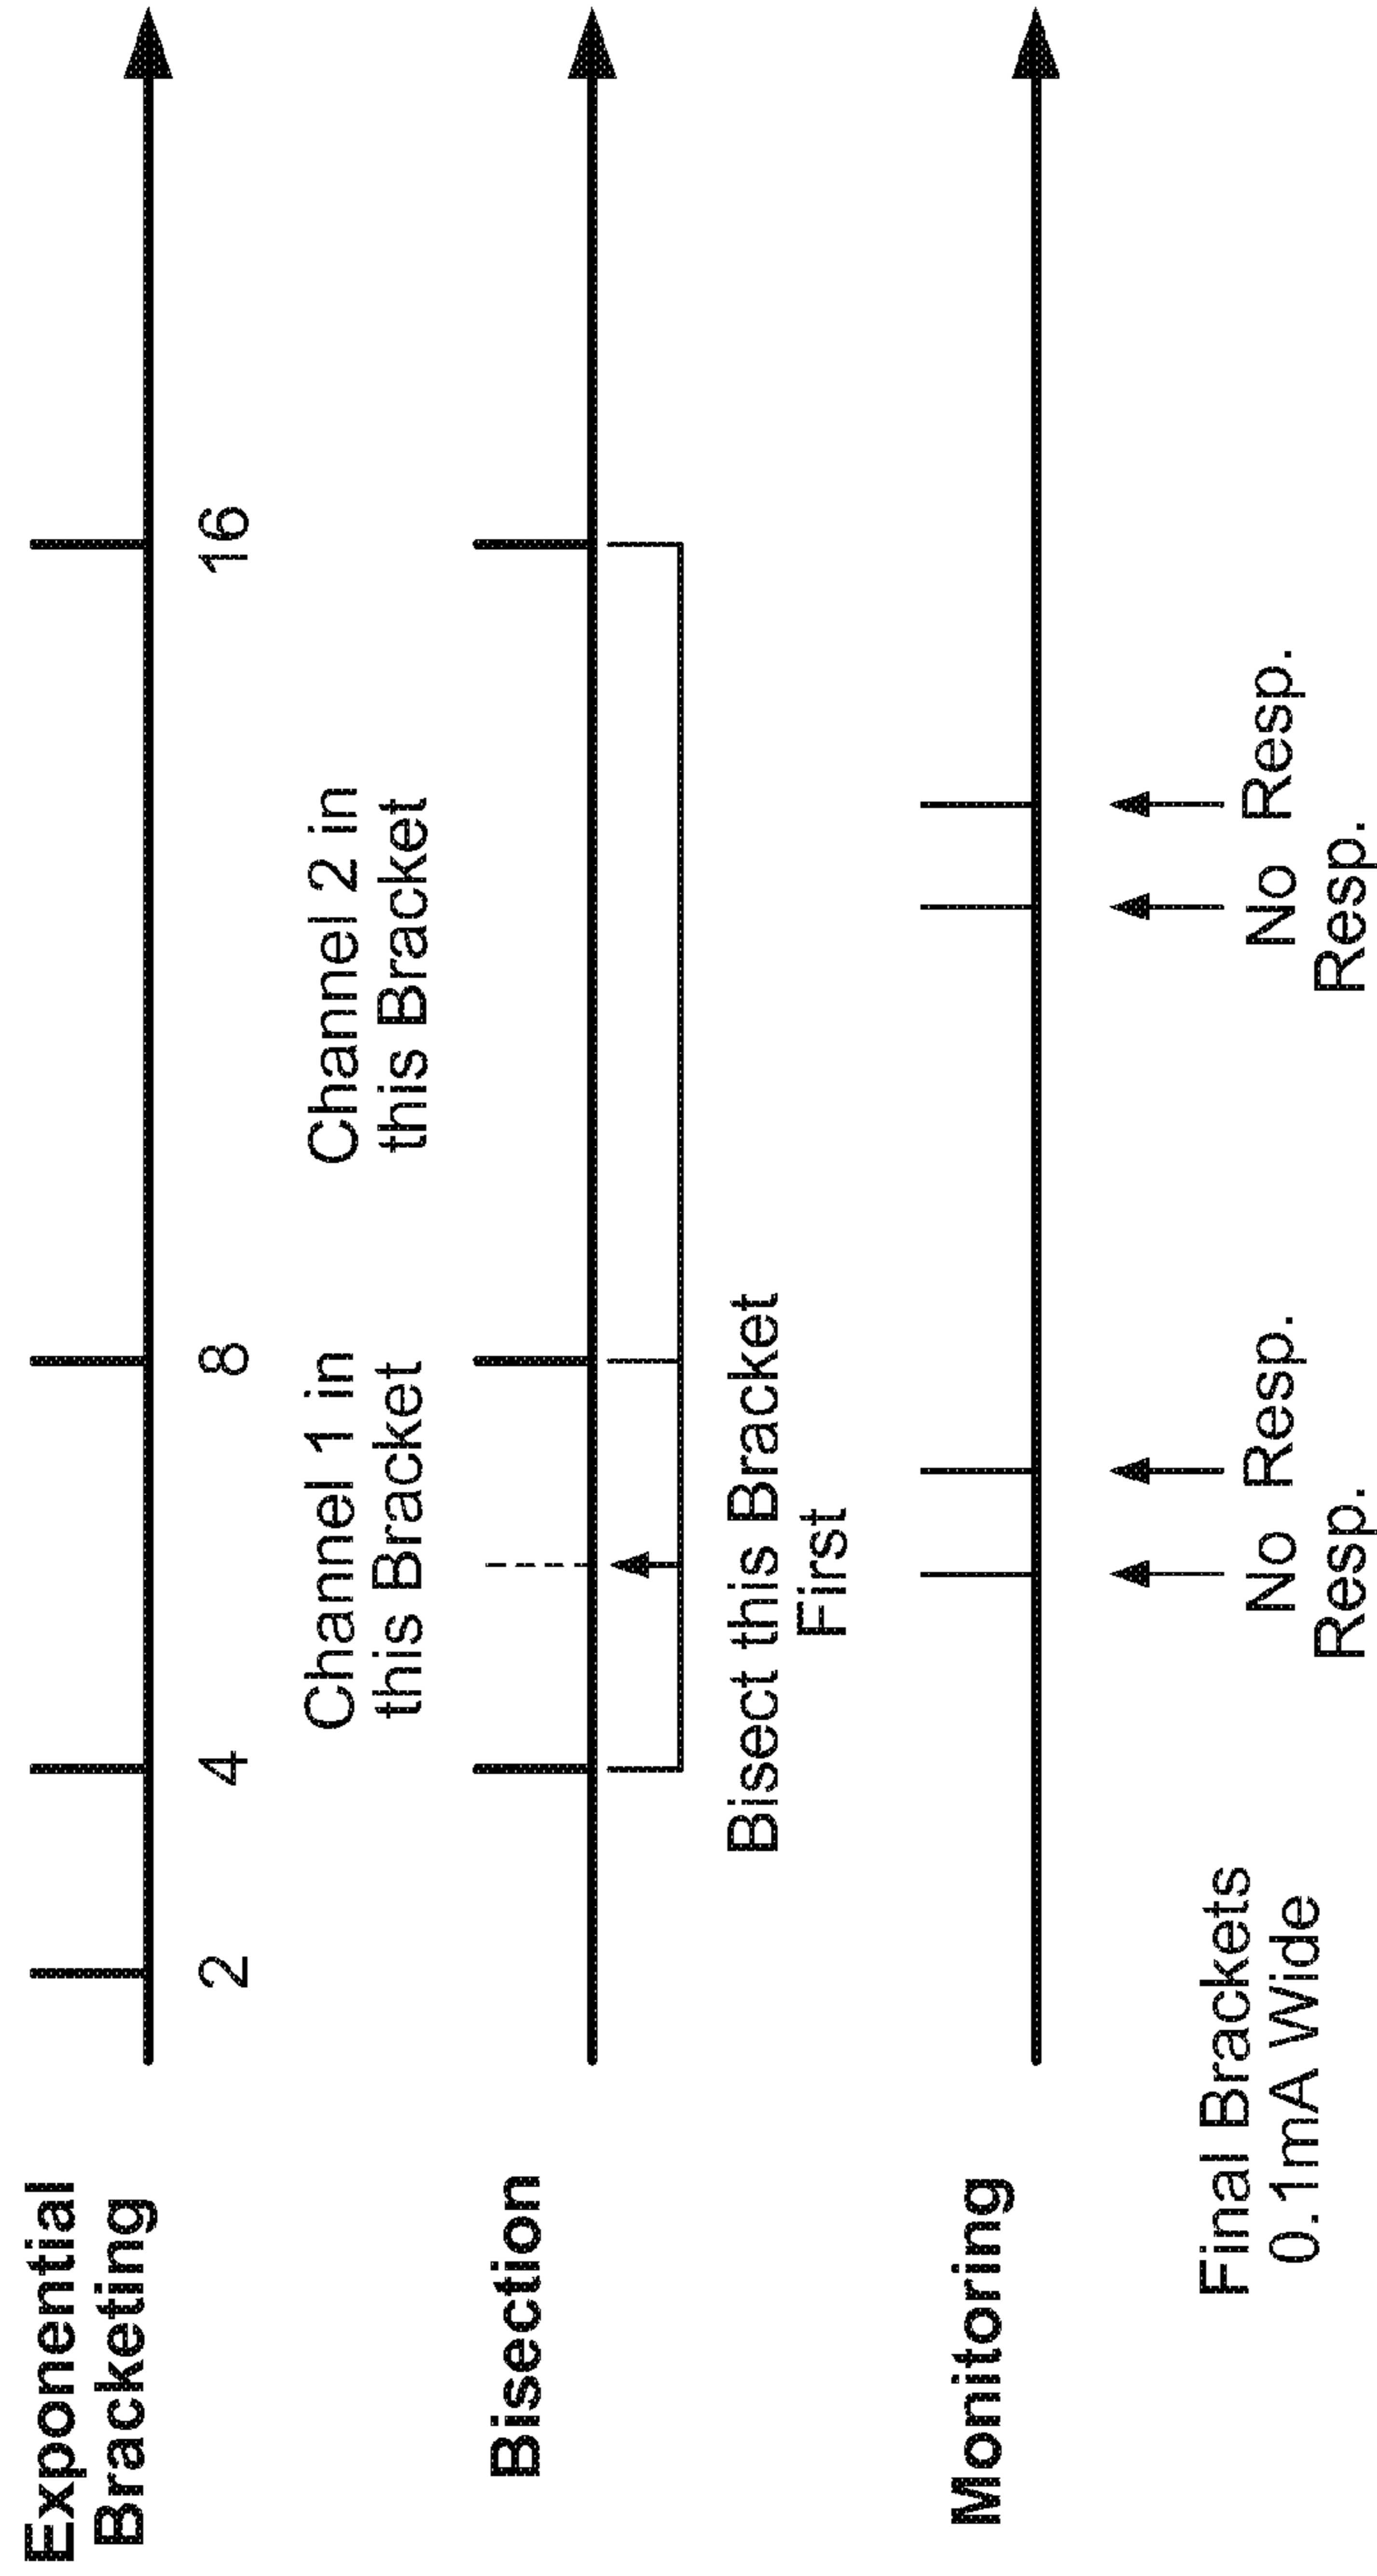 Exponential
Bracketing
2
4
8
16
Channel 1 in
this Bracket
Channel 2 in
this Bracket
Bisection
Bisect this Bracket
First
Monitoring
Final Brackets
0.1mA Wide
No
Resp.
Resp.
No
Resp.
Resp.